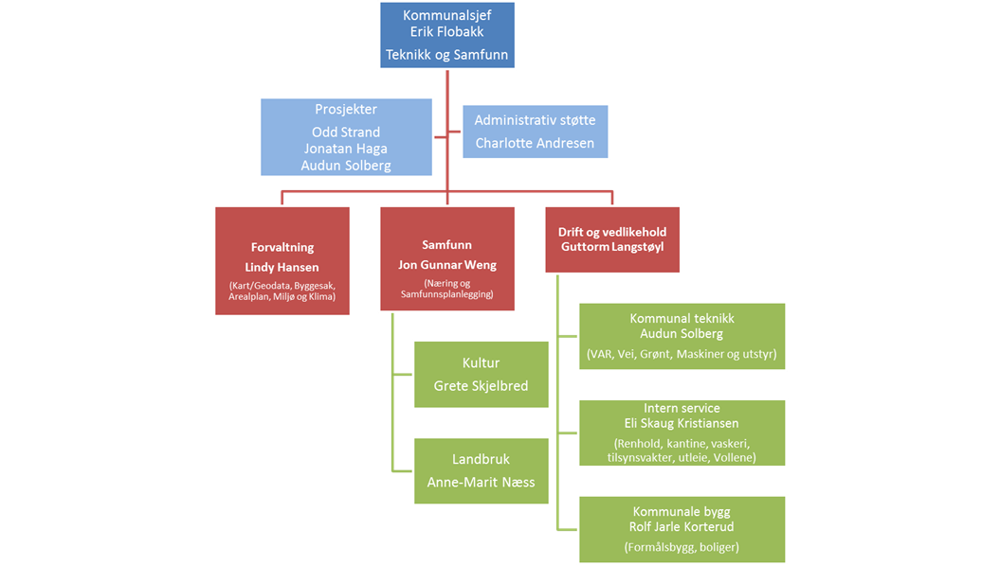 Kommunalsjef
Erik Flobakk
Teknikk og Samfunn
Prosjekter
Odd Strand
Jonatan Haga
Audun Solberg
Administrativ støtte
Charlotte Andresen
Forvaltning
Lindy Hansen
(Kart/Geodata, Byggesak,
Arealplan, Miljø og Klima)
Samfunn
Jon Gunnar Weng
(Næring og
Samfunnsplanlegging)
Drift og vedlikehold
Guttorm Langstøyl
Kultur
Grete Skjelbred
Landbruk
Anne-Marit Næss
Kommunal teknikk
Audun Solberg
(VAR, Vei, Grønt, Maskiner og utstyr)
Intern service
Eli Skaug Kristiansen
(Renhold, kantine, vaskeri,
tilsynsvakter, utleie, Vollene)
Kommunale bygg
Rolf Jarle Korterud
(Formålsbygg, boliger)